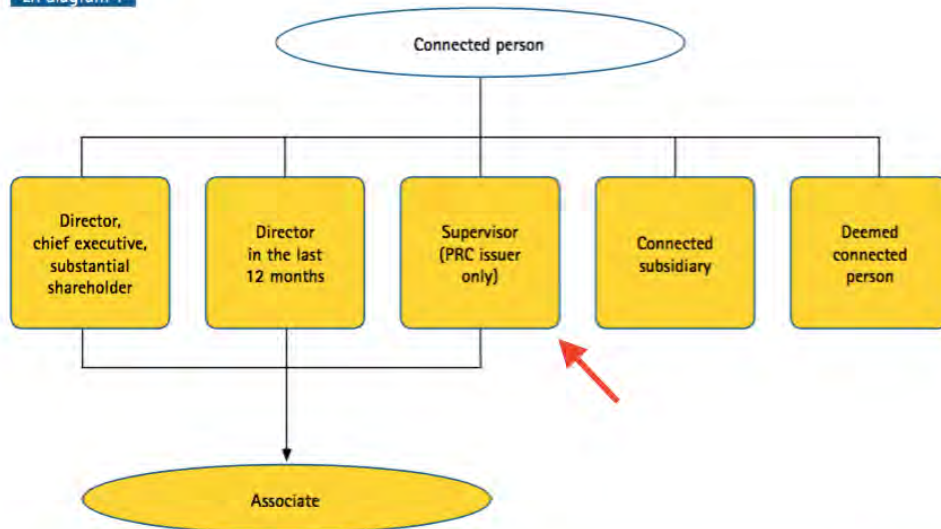 Connected person
Director,
chief executive,
substantial
shareholder
Director
in the last
12 months
Supervisor
(PRC issuer
only)
Connected
subsidiary
Deemed
connected
person
Associate